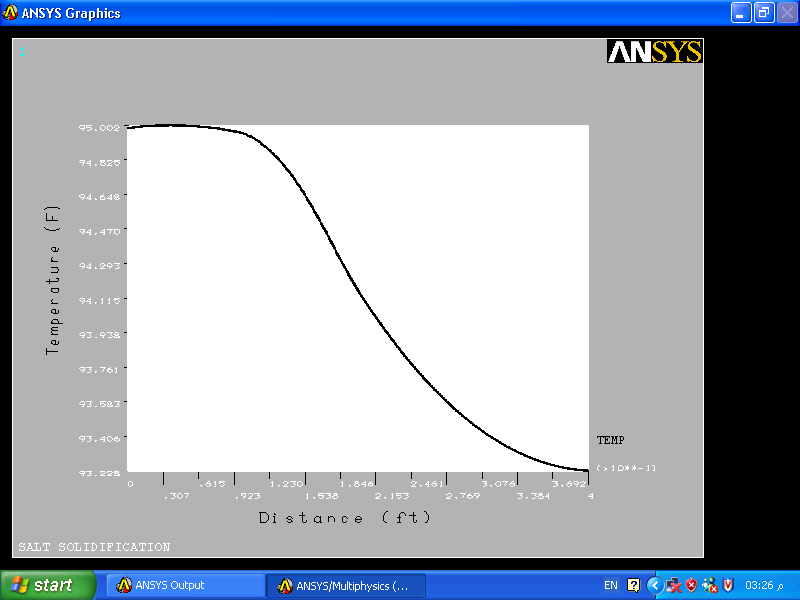 ANSYS Graphics
1
ANSYS
95.002
94.825
94.648
94.470
94.293
94.115
93.938
93.761
93.583
93.406
93.228
Temperature (F)
TEMP
(x10**-1)
0 .615 1.230 1.846 2.461 3.076 3.692
.307 .923 1.538 2.153 2.769 3.384 4
Distance (ft)
SALT SOLIDIFICATION
start ANSYS Output ANSYS/Multiphysics (... EN ? 03:26 م